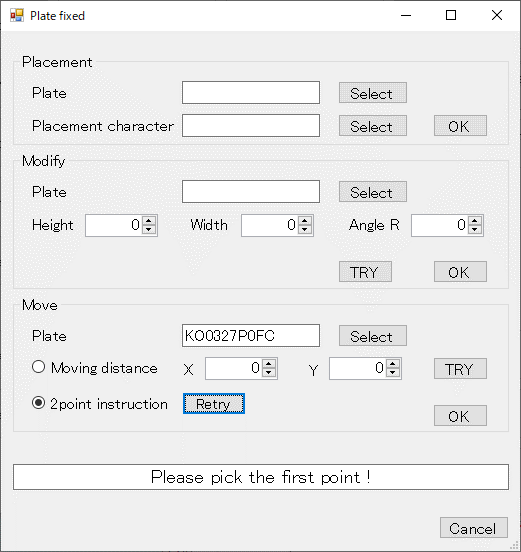 Plate fixed
Placement
Plate Select
Placement character Select OK
Modify
Plate Select
Height 0 Width 0 Angle R 0
TRY OK
Move
Plate KO0327P0FC Select
Moving distance X 0 Y 0 TRY
2point instruction Retry
OK
Please pick the first point !
Cancel